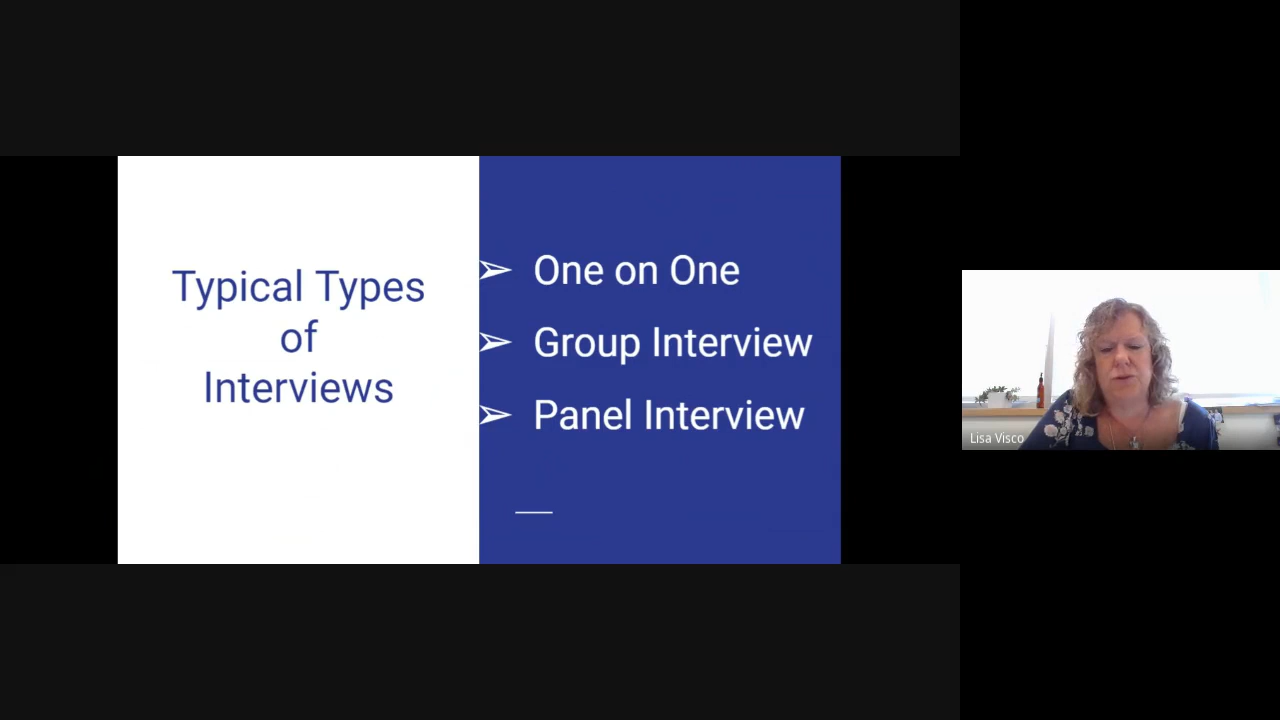 Typical Types
of
Interviews
➢ One on One
➢ Group Interview
➢ Panel Interview
Lisa Visco